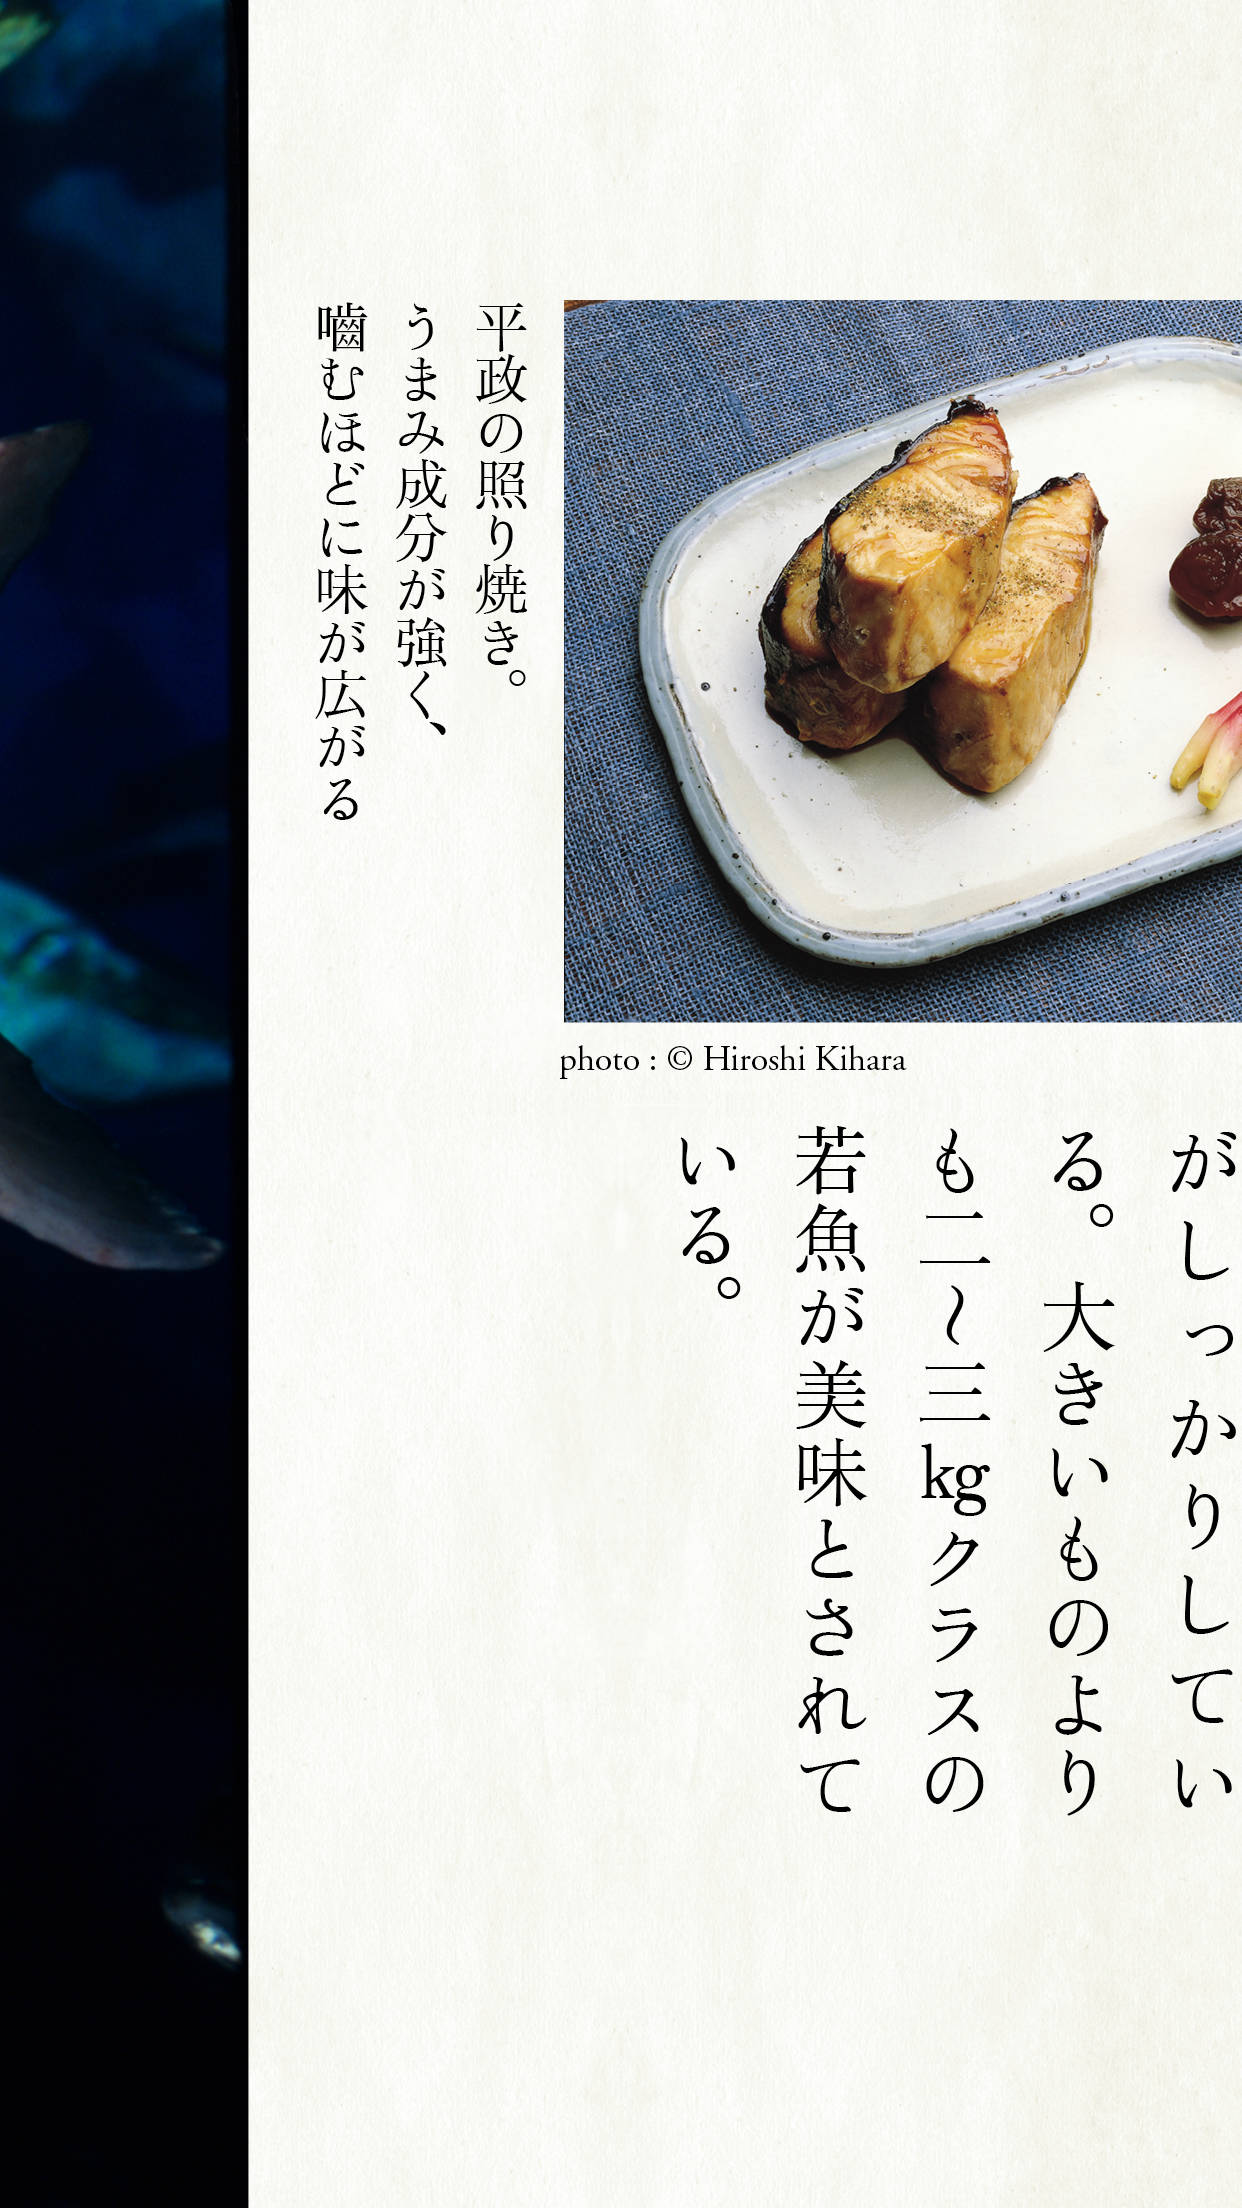 平政の照り焼き。
うまみ成分が強く、
嚙むほどに味が広がる
photo : © Hiroshi Kihara
がしっかりしてい
る。大きいものより
も二〜三kgクラスの
若魚が美味とされて
いる。